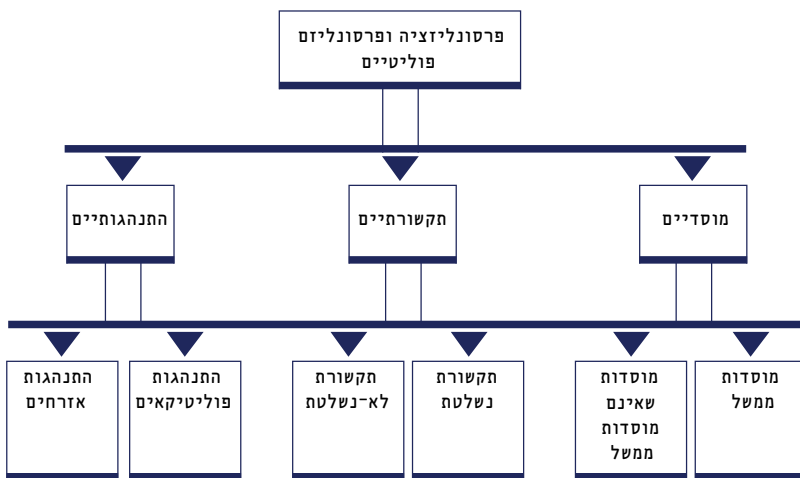 פרסונליזציה ופרסונליזם
פוליטיים
מוסדיים
תקשורתיים
התנהגותיים
מוסדות
ממשל
מוסדות
שאינם
מוסדות
ממשל
תקשורת
נשלטת
תקשורת
לא-נשלטת
התנהגות
פוליטיקאים
התנהגות
אזרחים